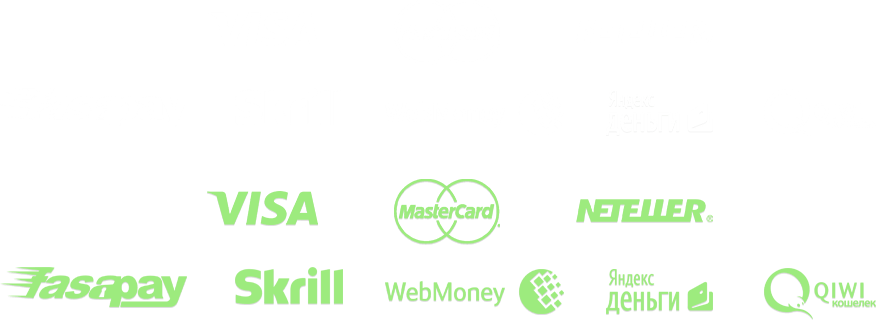 VISA
MasterCard
NETELLER®
fasapay
Skrill
WebMoney
Яндекс
деньги
QIWI
кошелек